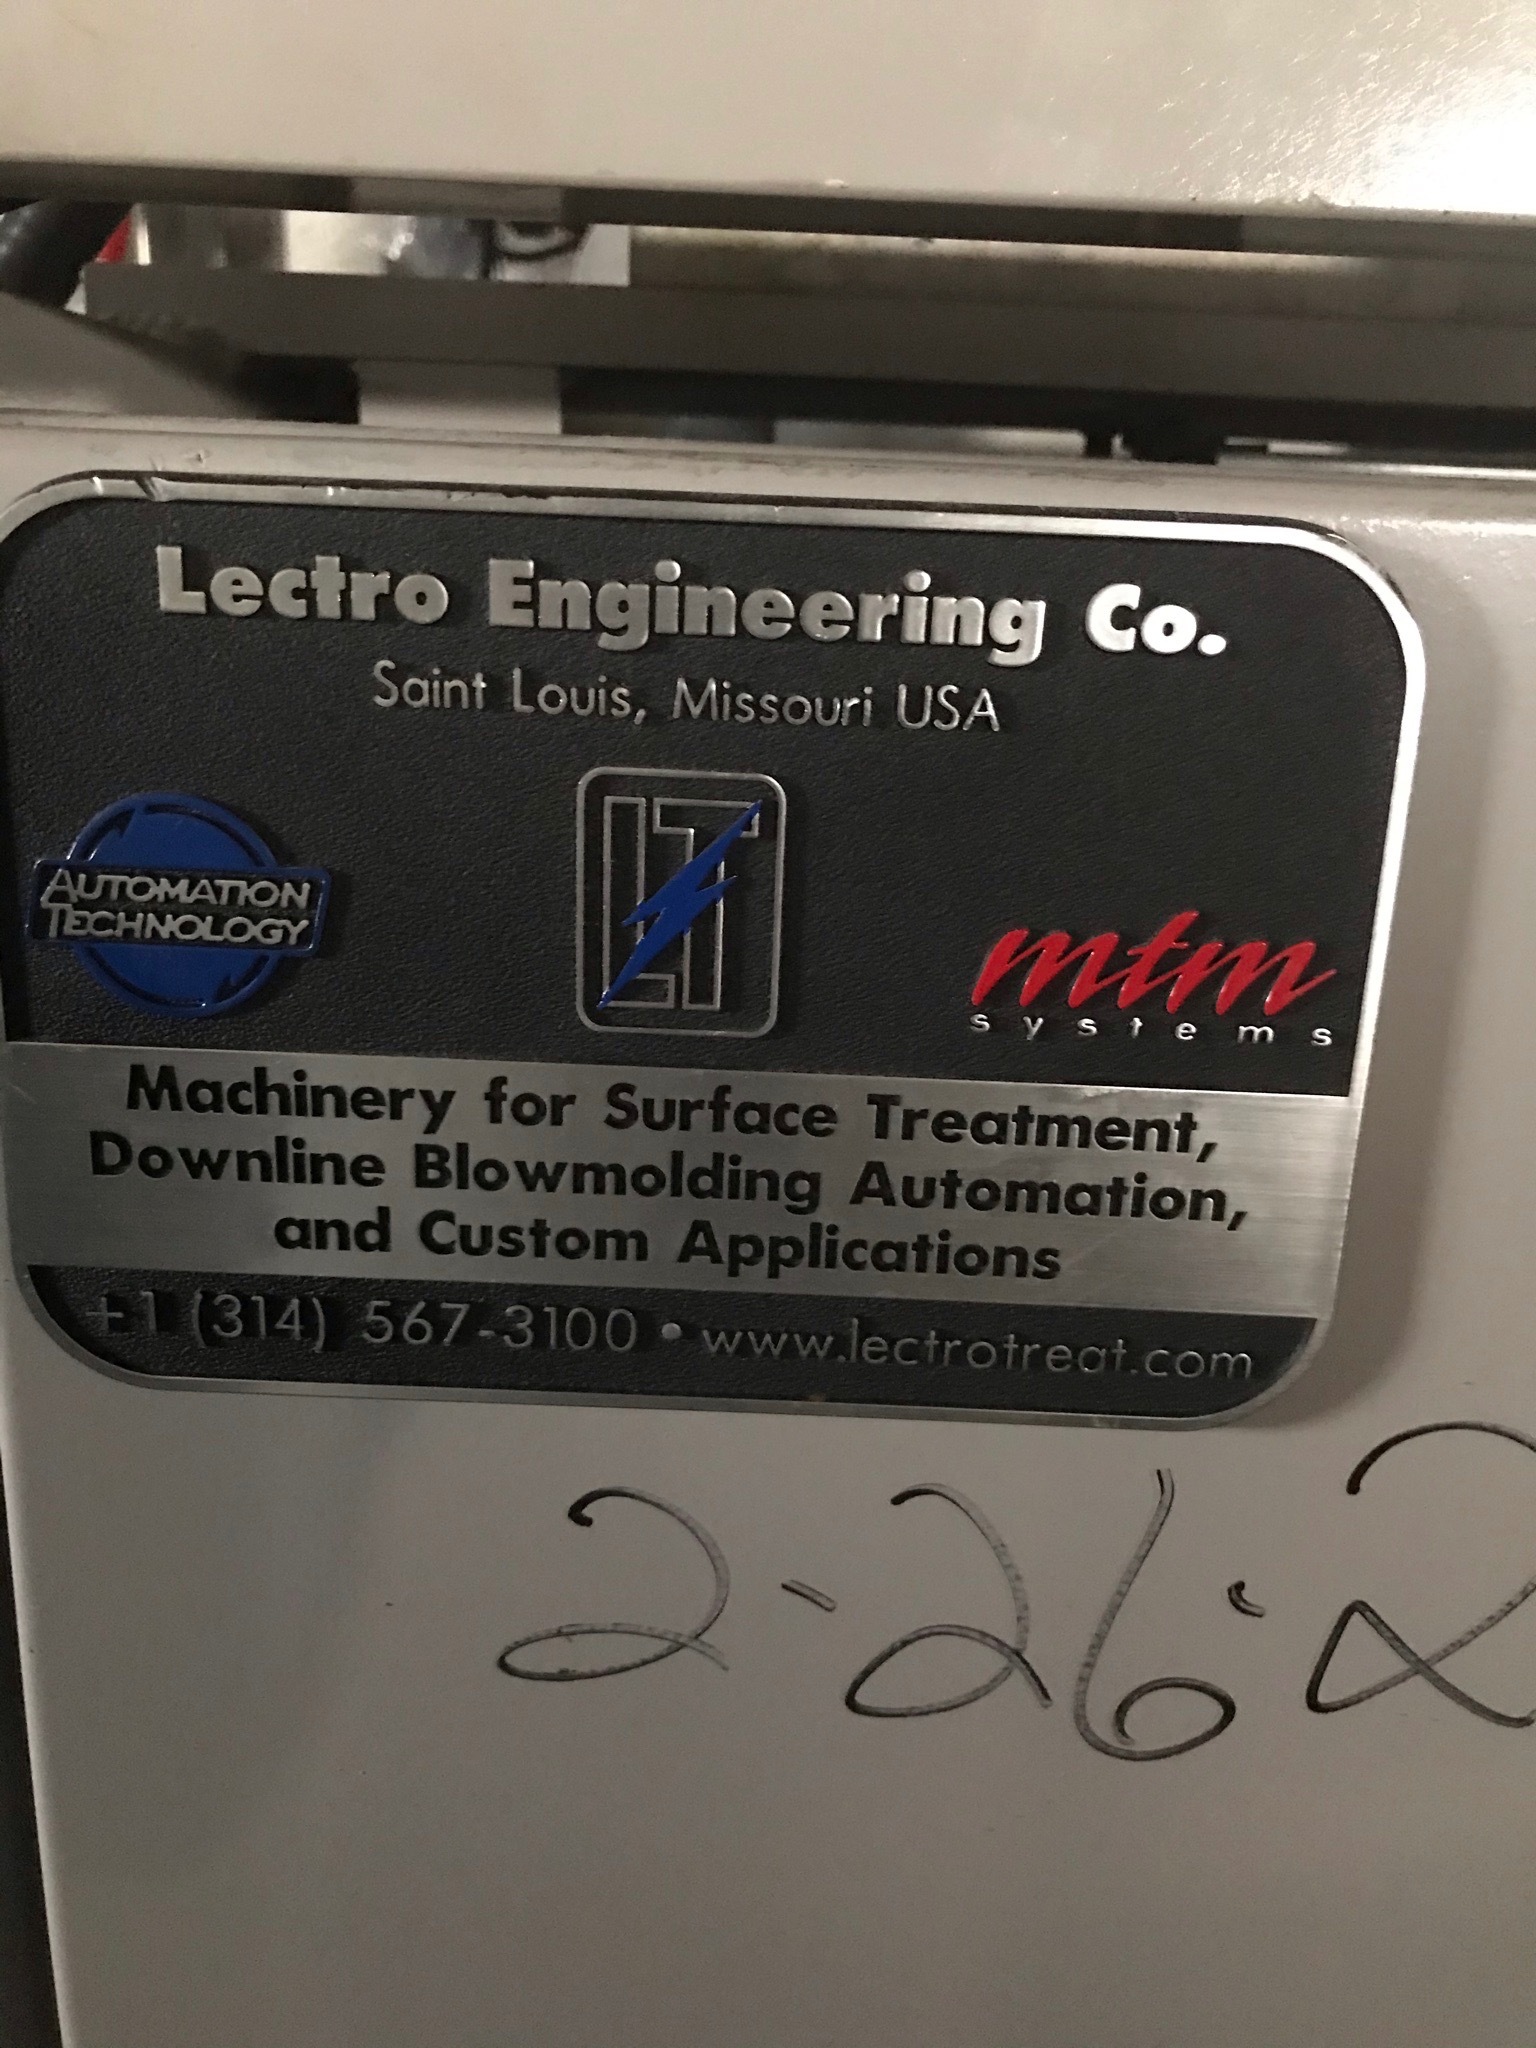 Lectro Engineering Co.
Saint Louis, Missouri USA
AUTOMATION
TECHNOLOGY
LT
mtm
systems
Machinery for Surface Treatment,
Downline Blowmolding Automation,
and Custom Applications
+1 (314) 567-3100 • www.lectrotreat.com
2-26-2